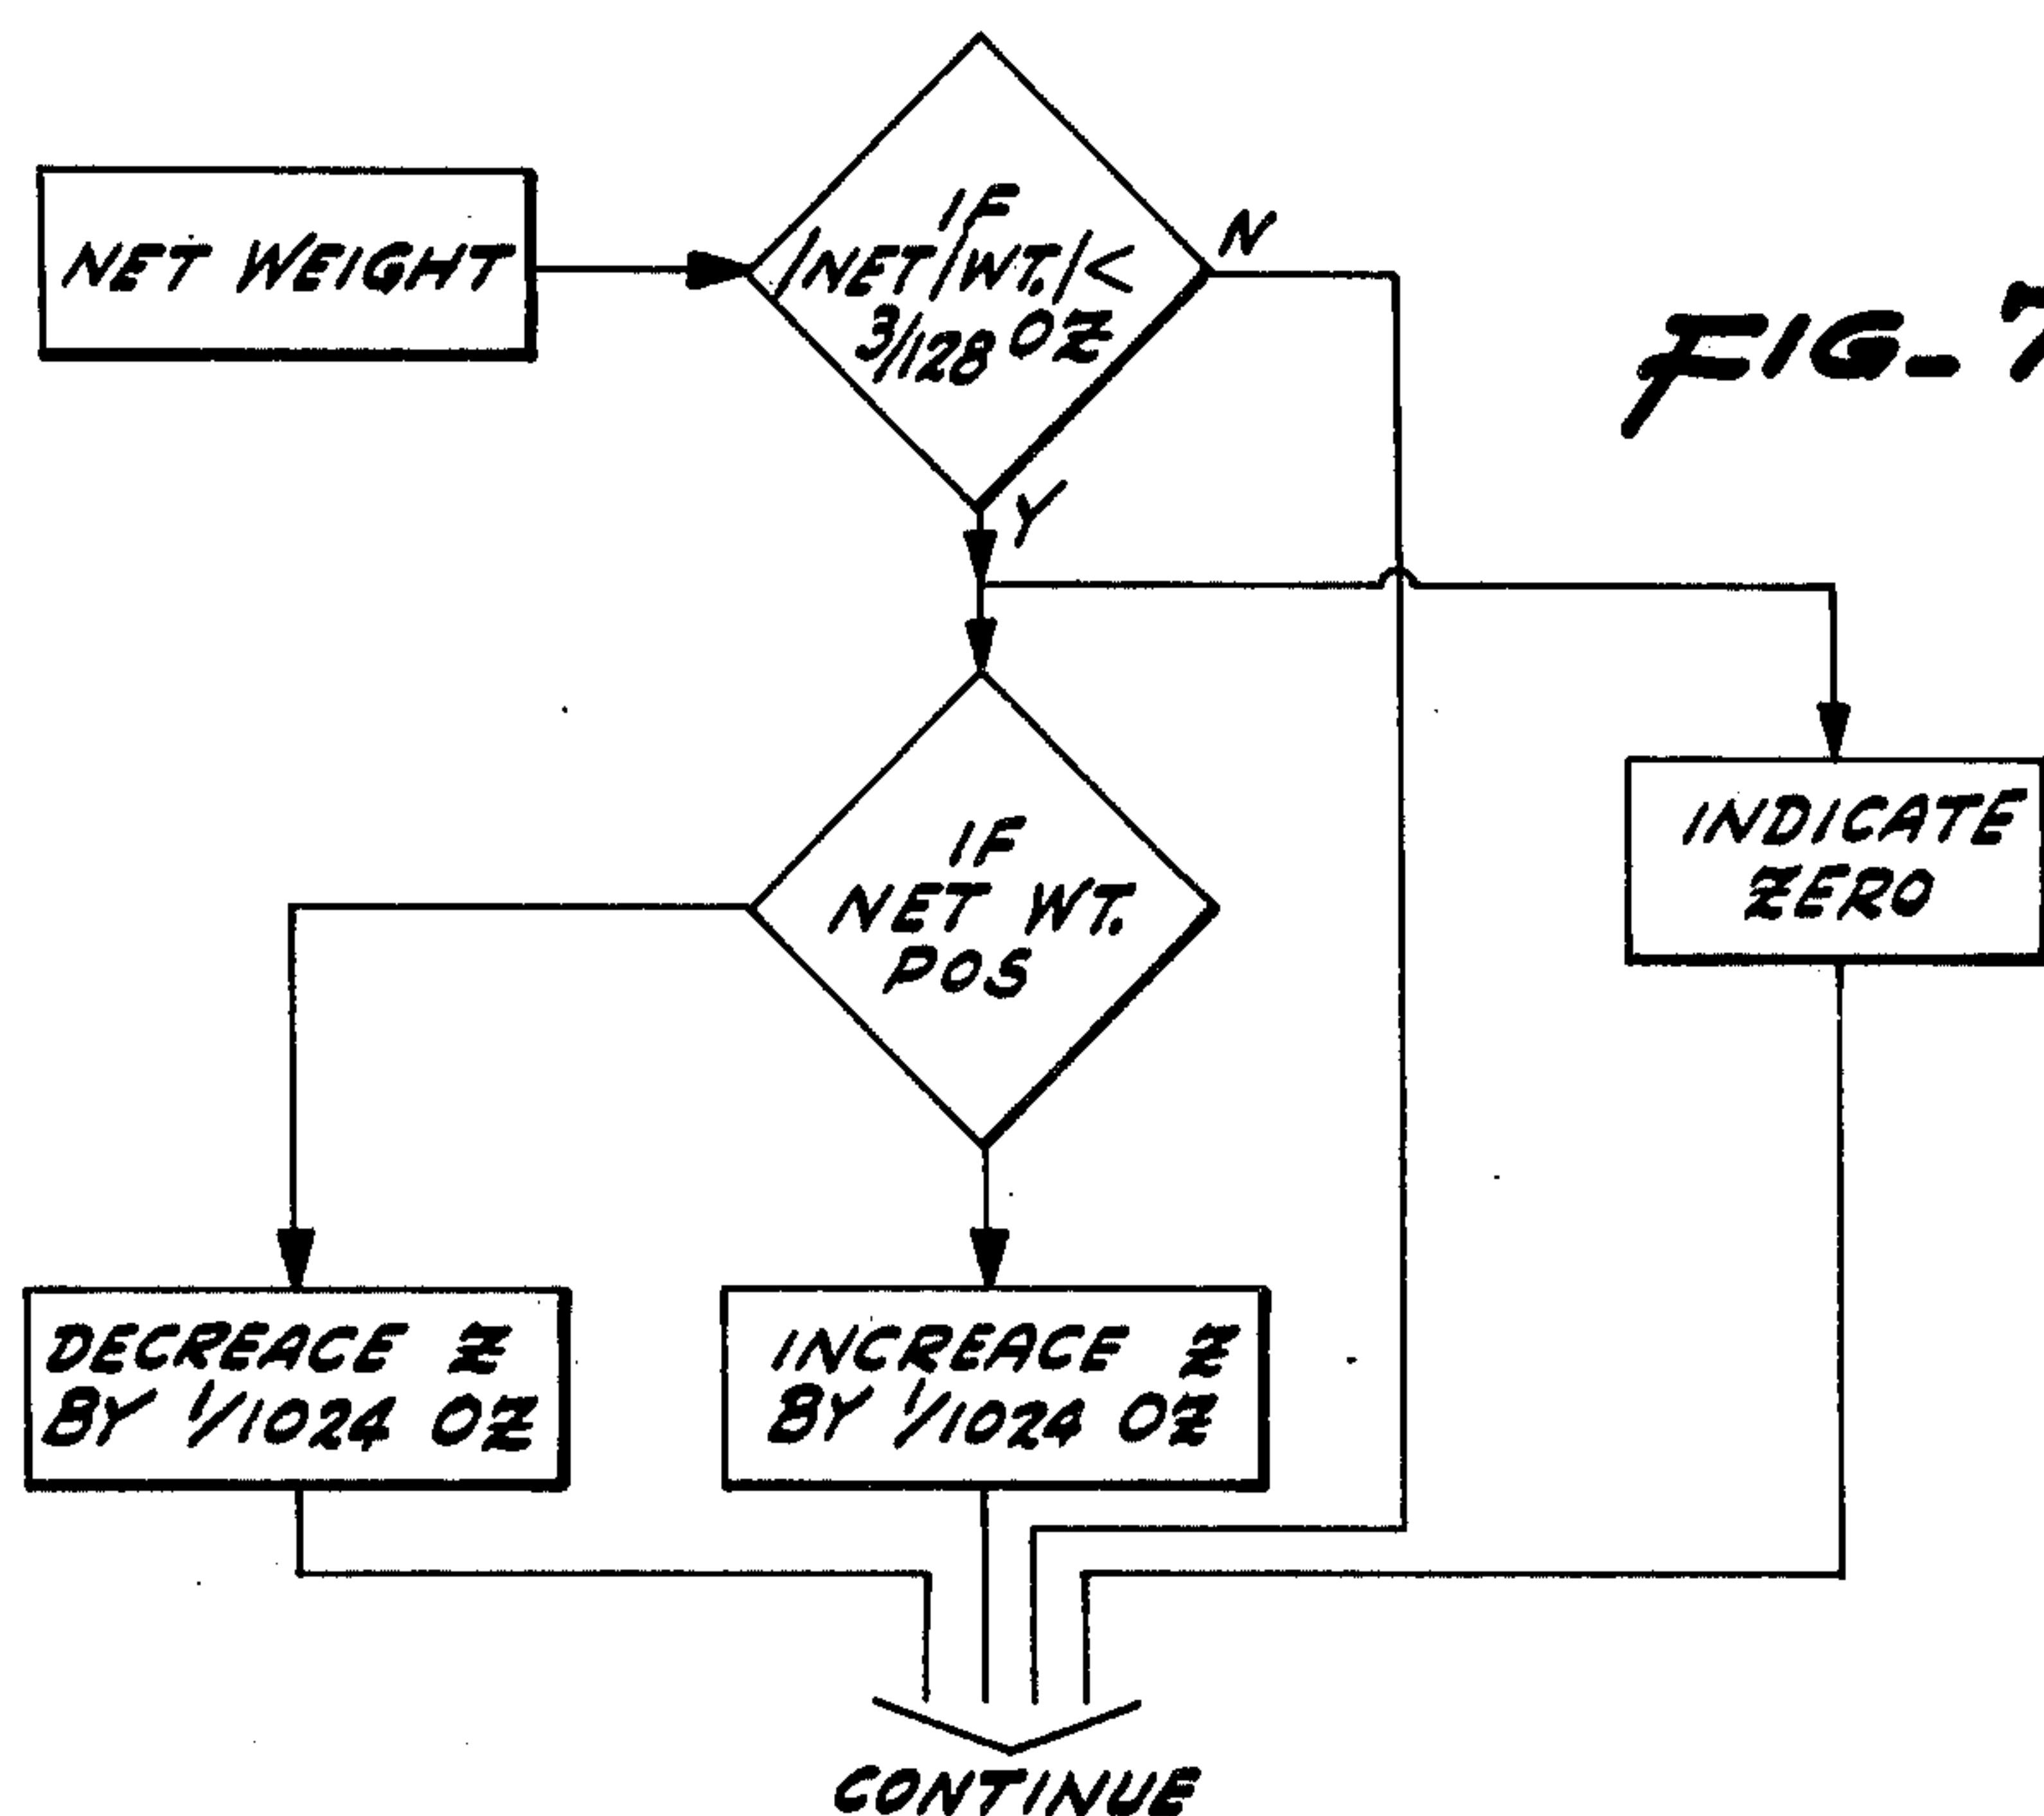 NET WEIGHT
IF
/NET/WT./<
3/128 OZ
N
FIG. 7
Y
IF
NET WT.
POS
INDICATE
ZERO
DECREACE Z
BY 1/1024 OZ
INCREACE Z
BY 1/1024 OZ
CONTINUE